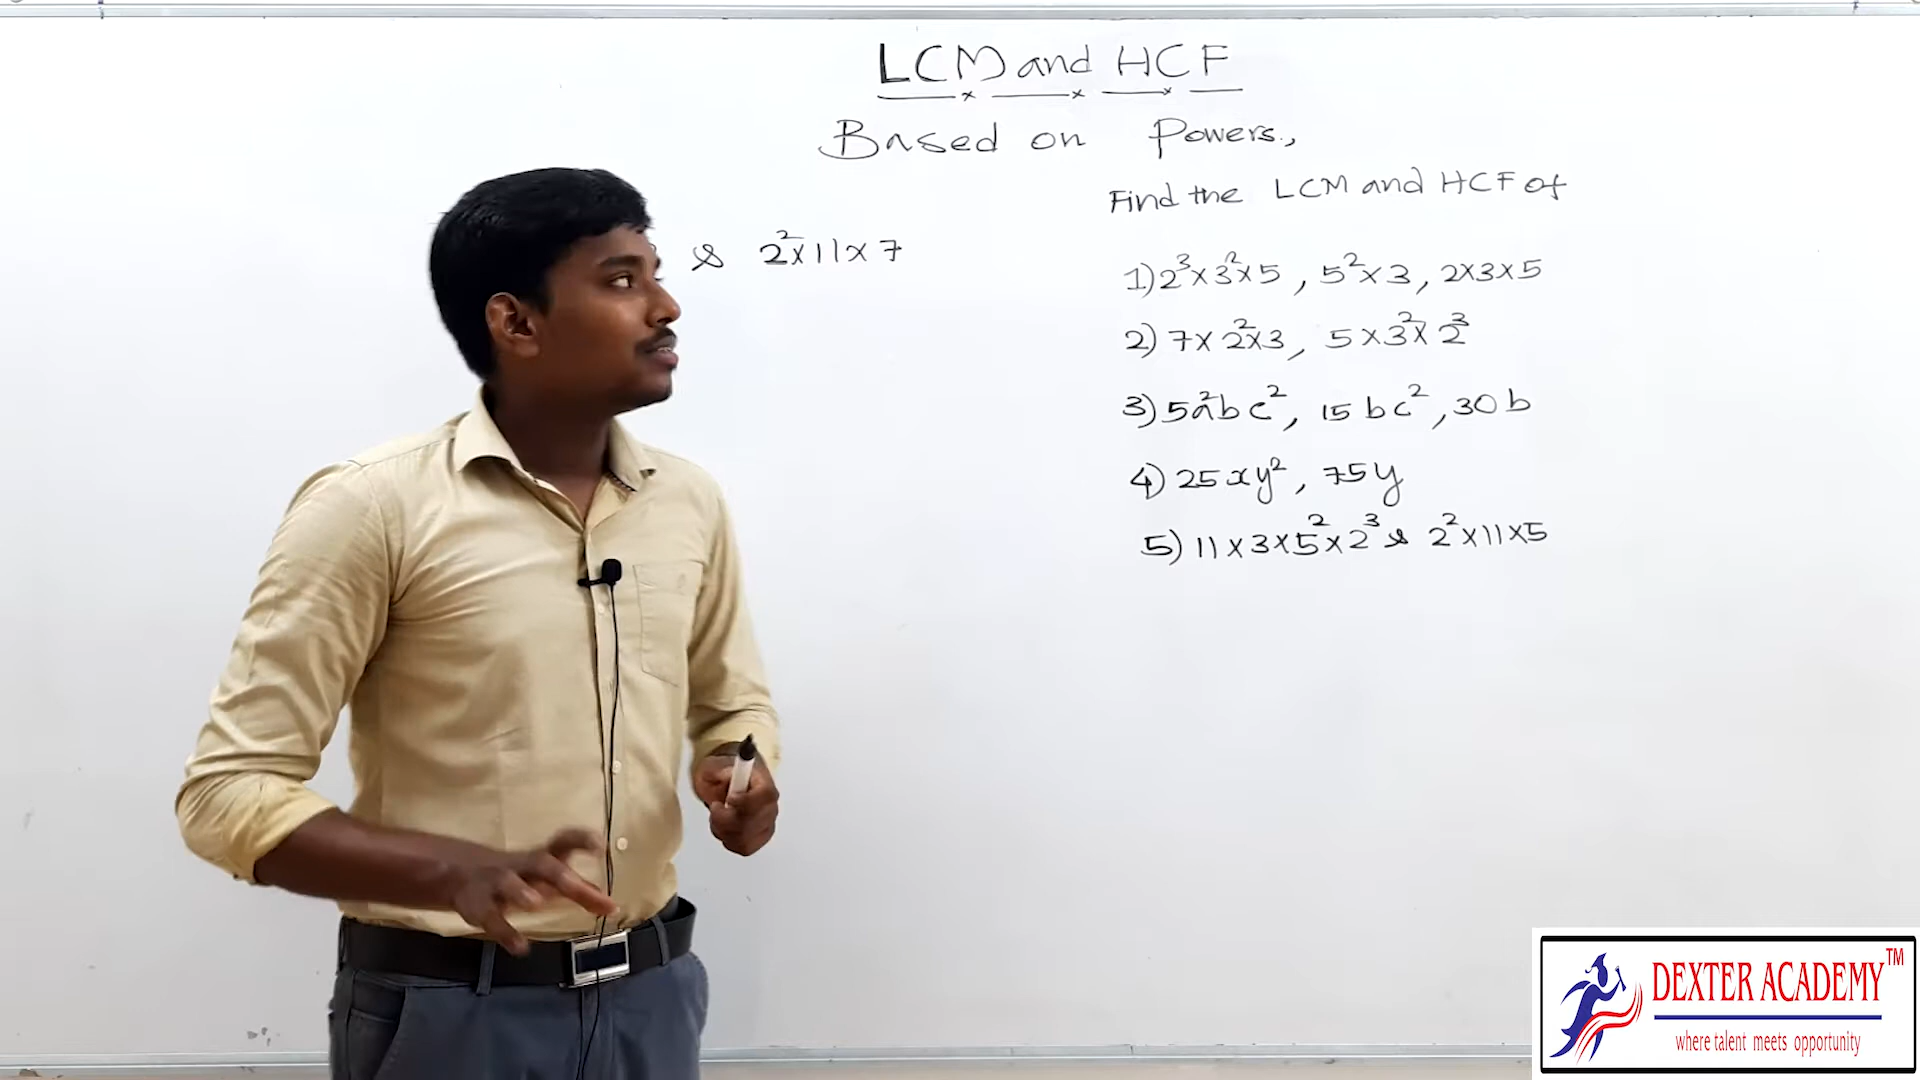 LCM and HCF
Based on Powers.,
Find the LCM and HCF of
& 2²×11×7
1) 2³×3²×5, 5²×3, 2×3×5
2) 7×2²×3, 5×3²×2³
3) 5a²bc², 15bc², 30b
4) 25xy², 75y
5) 11×3×5²×2³ & 2²×11×5
DEXTER ACADEMY™
where talent meets opportunity